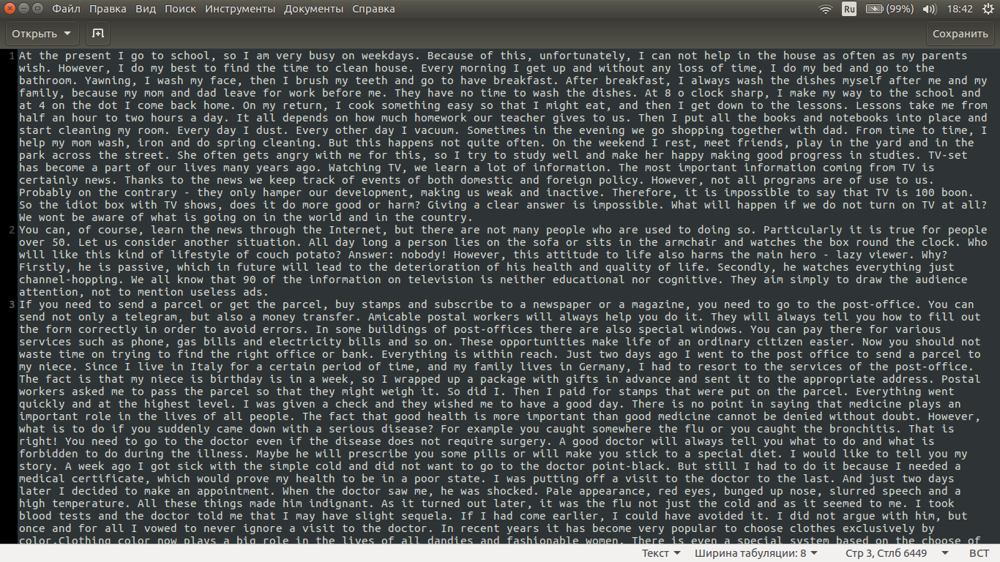 Файл Правка Вид Поиск Инструменты Документы Справка Ru (99%) 18:42
Открыть Сохранить
1 At the present I go to school, so I am very busy on weekdays. Because of this, unfortunately, I can not help in the house as often as my parents
wish. However, I do my best to find the time to clean house. Every morning I get up and without any loss of time, I do my bed and go to the
bathroom. Yawning, I wash my face, then I brush my teeth and go to have breakfast. After breakfast, I always wash the dishes myself after me and my
family, because my mom and dad leave for work before me. They have no time to wash the dishes. At 8 o clock sharp, I make my way to the school and
at 4 on the dot I come back home. On my return, I cook something easy so that I might eat, and then I get down to the lessons. Lessons take me from
half an hour to two hours a day. It all depends on how much homework our teacher gives to us. Then I put all the books and notebooks into place and
start cleaning my room. Every day I dust. Every other day I vacuum. Sometimes in the evening we go shopping together with dad. From time to time, I
help my mom wash, iron and do spring cleaning. But this happens not quite often. On the weekend I rest, meet friends, play in the yard and in the
park across the street. She often gets angry with me for this, so I try to study well and make her happy making good progress in studies. TV-set
has become a part of our lives many years ago. Watching TV, we learn a lot of information. The most important information coming from TV is
certainly news. Thanks to the news we keep track of events of both domestic and foreign policy. However, not all programs are of use to us.
Probably on the contrary - they only hamper our development, making us weak and inactive. Therefore, it is impossible to say that TV is 100 boon.
So the idiot box with TV shows, does it do more good or harm? Giving a clear answer is impossible. What will happen if we do not turn on TV at all?
We wont be aware of what is going on in the world and in the country.
2 You can, of course, learn the news through the Internet, but there are not many people who are used to doing so. Particularly it is true for people
over 50. Let us consider another situation. All day long a person lies on the sofa or sits in the armchair and watches the box round the clock. Who
will like this kind of lifestyle of couch potato? Answer: nobody! However, this attitude to life also harms the main hero - lazy viewer. Why?
Firstly, he is passive, which in future will lead to the deterioration of his health and quality of life. Secondly, he watches everything just
channel-hopping. We all know that 90 of the information on television is neither educational nor cognitive. They aim simply to draw the audience
attention, not to mention useless ads.
3 If you need to send a parcel or get the parcel, buy stamps and subscribe to a newspaper or a magazine, you need to go to the post-office. You can
send not only a telegram, but also a money transfer. Amicable postal workers will always help you do it. They will always tell you how to fill out
the form correctly in order to avoid errors. In some buildings of post-offices there are also special windows. You can pay there for various
services such as phone, gas bills and electricity bills and so on. These opportunities make life of an ordinary citizen easier. Now you should not
waste time on trying to find the right office or bank. Everything is within reach. Just two days ago I went to the post office to send a parcel to
my niece. Since I live in Italy for a certain period of time, and my family lives in Germany, I had to resort to the services of the post-office.
The fact is that my niece is birthday is in a week, so I wrapped up a package with gifts in advance and sent it to the appropriate address. Postal
workers asked me to pass the parcel so that they might weigh it. So did I. Then I paid for stamps that were put on the parcel. Everything went
quickly and at the highest level. I was given a check and they wished me to have a good day. There is no point in saying that medicine plays an
important role in the lives of all people. The fact that good health is more important than good medicine cannot be denied without doubt. However,
what is to do if you suddenly came down with a serious disease? For example you caught somewhere the flu or you caught the bronchitis. That is
right! You need to go to the doctor even if the disease does not require surgery. A good doctor will always tell you what to do and what is
forbidden to do during the illness. Maybe he will prescribe you some pills or will make you stick to a special diet. I would like to tell you my
story. A week ago I got sick with the simple cold and did not want to go to the doctor point-black. But still I had to do it because I needed a
medical certificate, which would prove my health to be in a poor state. I was putting off a visit to the doctor to the last. And just two days
later I decided to make an appointment. When the doctor saw me, he was shocked. Pale appearance, red eyes, bunged up nose, slurred speech and a
high temperature. All these things made him indignant. As it turned out later, it was the flu not just the cold and as it seemed to me. I took
blood tests and the doctor told me that I may have slight sequela. If I had come earlier, I could have avoided it. I did not argue with him, but
once and for all I vowed to never ignore a visit to the doctor. In recent years it has become very popular to choose clothes exclusively by
color.Clothing color now plays a big role in the lives of all dandies and fashionable women. There is even a special system based on the choose of
Текст Ширина табуляции: 8 Стр 3, Стлб 6449 ВСТ